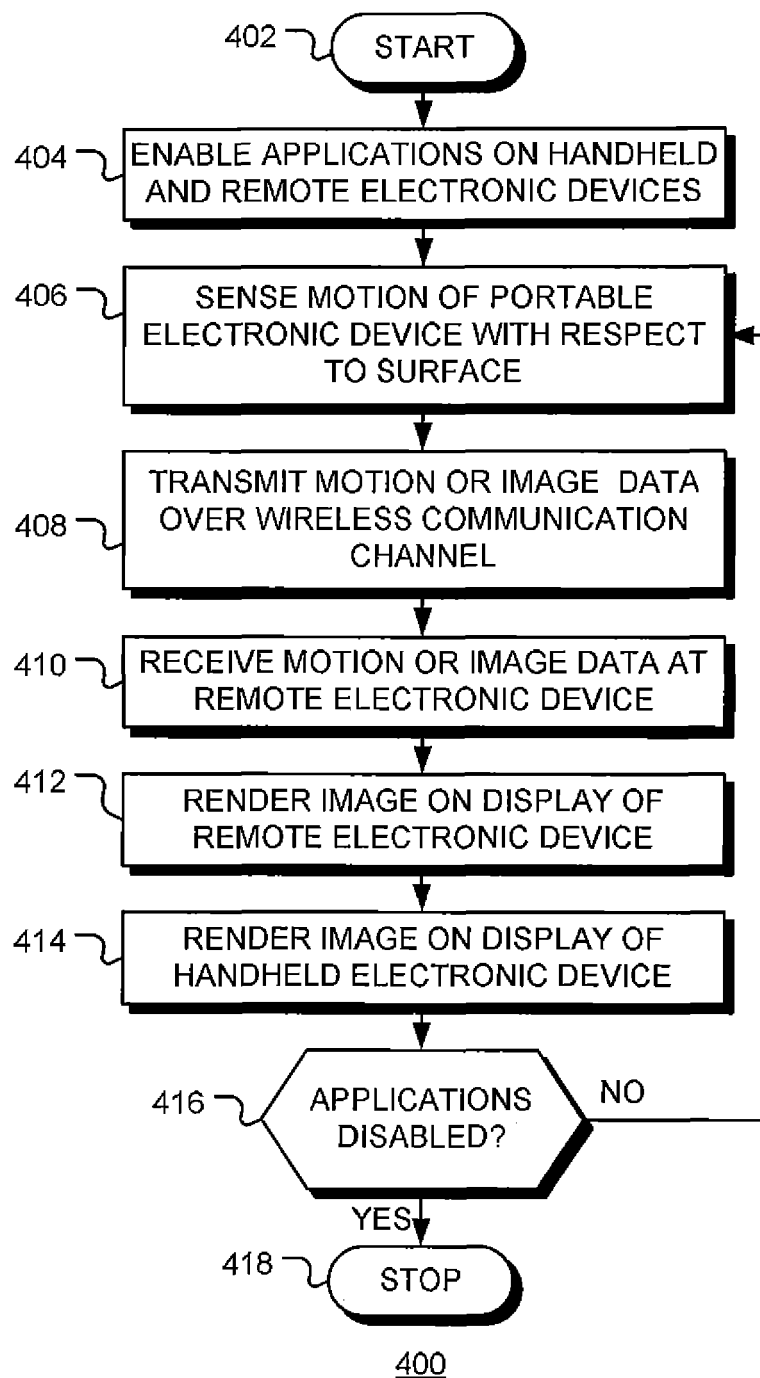 402
START
404
ENABLE APPLICATIONS ON HANDHELD
AND REMOTE ELECTRONIC DEVICES
406
SENSE MOTION OF PORTABLE
ELECTRONIC DEVICE WITH RESPECT
TO SURFACE
408
TRANSMIT MOTION OR IMAGE DATA
OVER WIRELESS COMMUNICATION
CHANNEL
410
RECEIVE MOTION OR IMAGE DATA AT
REMOTE ELECTRONIC DEVICE
412
RENDER IMAGE ON DISPLAY OF
REMOTE ELECTRONIC DEVICE
414
RENDER IMAGE ON DISPLAY OF
HANDHELD ELECTRONIC DEVICE
416
APPLICATIONS
DISABLED?
NO
YES
418
STOP
400